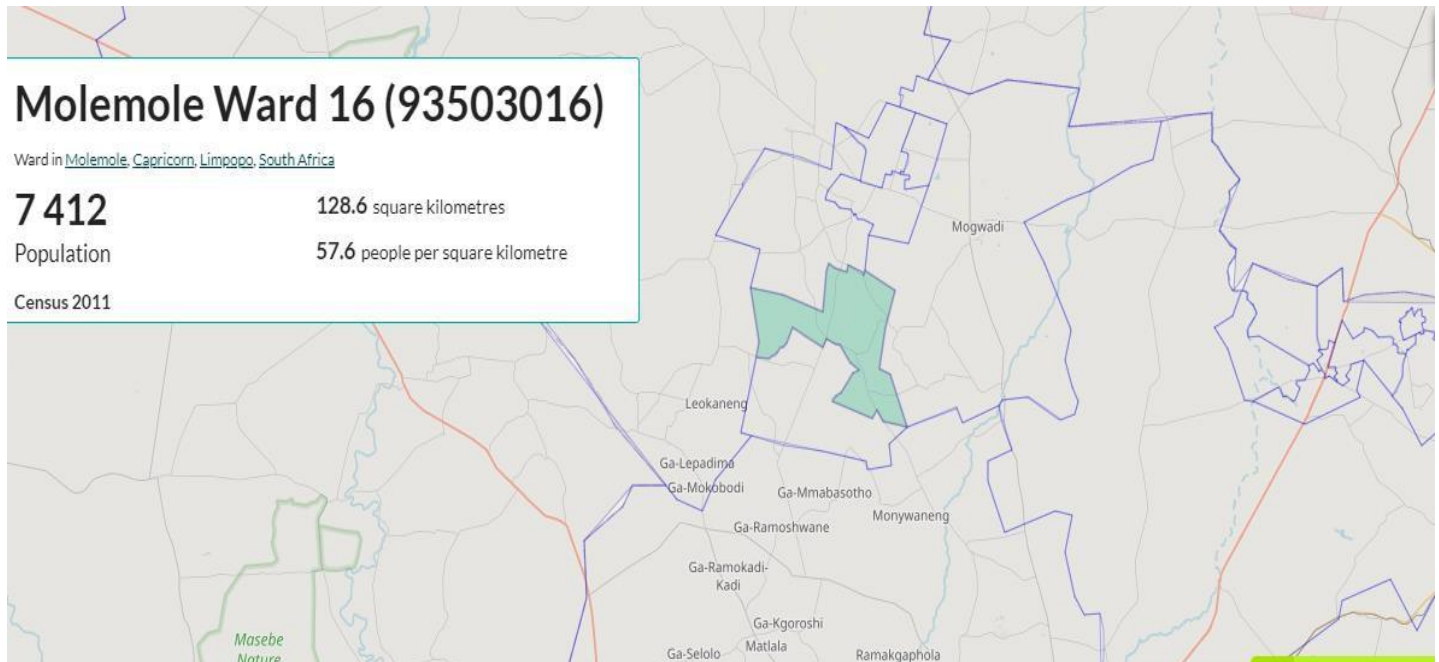 Molemole Ward 16 (93503016)
Ward in Molemole, Capricorn, Limpopo, South Africa
7 412
Population
128.6 square kilometres
57.6 people per square kilometre
Census 2011
Mogwadi
Leokaneng
Ga-Lepadima
Ga-Mokobodi
Ga-Mmabasotho
Monywaneng
Ga-Ramoshwane
Ga-Ramokadi-
Kadi
Ga-Kgoroshi
Masebe
Nature
Ga-Selolo
Matlala
Ramakgaphola